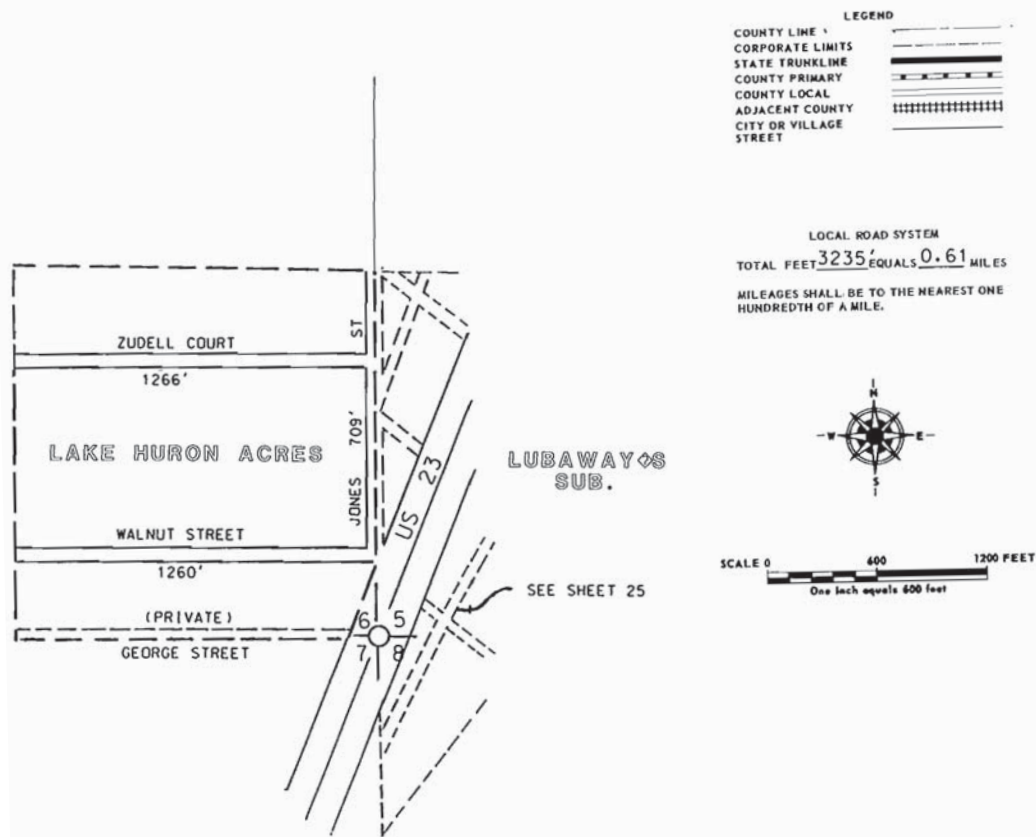 LEGEND
COUNTY LINE
CORPORATE LIMITS
STATE TRUNKLINE
COUNTY PRIMARY
COUNTY LOCAL
ADJACENT COUNTY
CITY OR VILLAGE
STREET
LOCAL ROAD SYSTEM
TOTAL FEET 3235' EQUALS 0.61 MILES
MILEAGES SHALL BE TO THE NEAREST ONE
HUNDREDTH OF A MILE.
N
W E
S
SCALE 0 600 1200 FEET
One inch equals 600 feet
ZUDELL COURT
1266'
JONES 709' ST
LAKE HURON ACRES
US 23
LUBAWAY�S
SUB.
WALNUT STREET
1260'
SEE SHEET 25
(PRIVATE)
GEORGE STREET
6 5
7 8